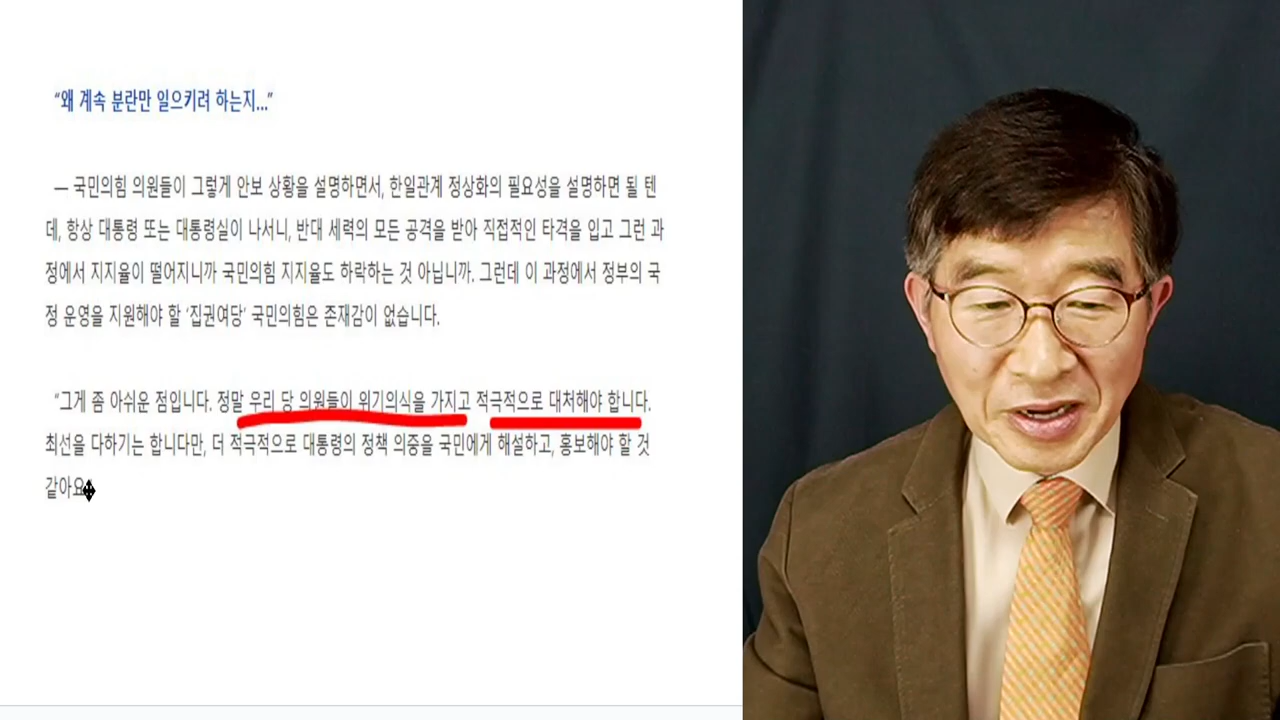 “왜 계속 분란만 일으키려 하는지...”
— 국민의힘 의원들이 그렇게 안보 상황을 설명하면서, 한일관계 정상화의 필요성을 설명하면 될 텐
데, 항상 대통령 또는 대통령실이 나서니, 반대 세력의 모든 공격을 받아 직접적인 타격을 입고 그런 과
정에서 지지율이 떨어지니까 국민의힘 지지율도 하락하는 것 아닙니까. 그런데 이 과정에서 정부의 국
정 운영을 지원해야 할 ‘집권여당’ 국민의힘은 존재감이 없습니다.
“그게 좀 아쉬운 점입니다. 정말 우리 당 의원들이 위기의식을 가지고 적극적으로 대처해야 합니다.
최선을 다하기는 합니다만, 더 적극적으로 대통령의 정책 의중을 국민에게 해설하고, 홍보해야 할 것
같아요